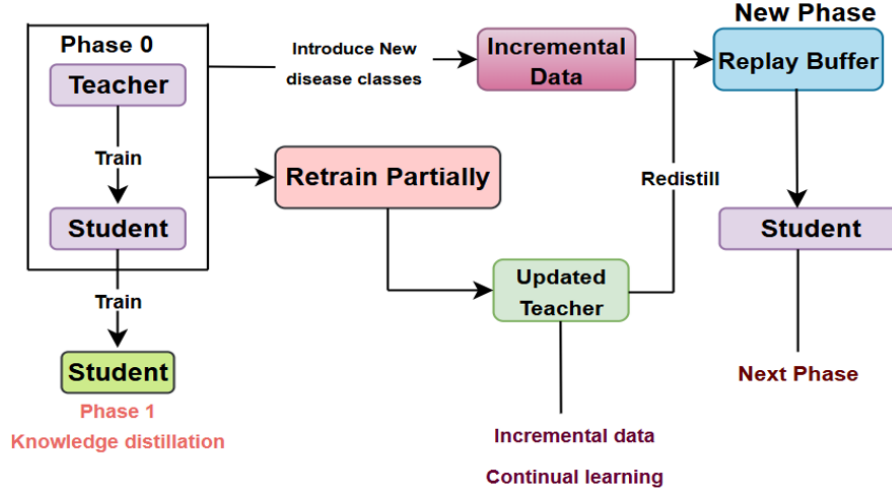 Phase 0
Teacher
Train
Student
Train
Student
Phase 1
Knowledge distillation
Introduce New
disease classes
Incremental
Data
Retrain Partially
Updated
Teacher
Incremental data
Continual learning
Redistill
New Phase
Replay Buffer
Student
Next Phase